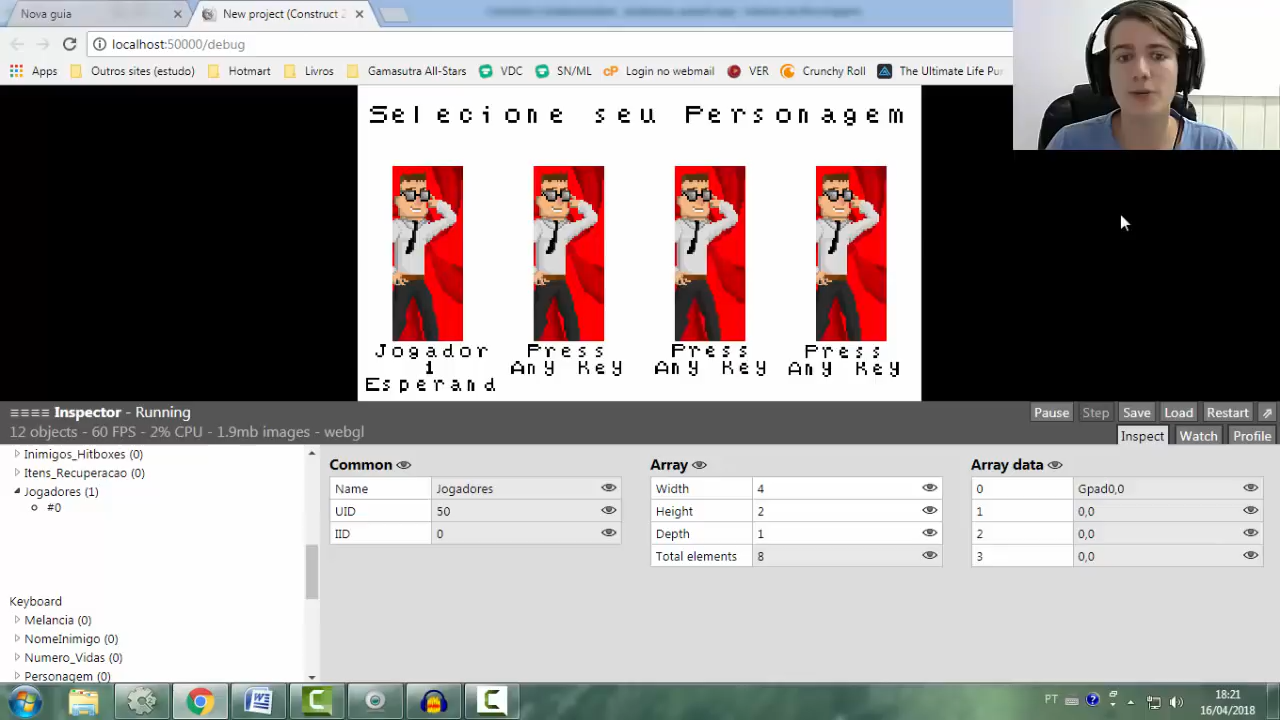 Nova guia
New project (Construct 2
localhost:50000/debug
Apps Outros sites (estudo) Hotmart Livros Gamasutra All-Stars VDC SN/ML Login no webmail VER Crunchy Roll The Ultimate Life Pu
Selecione seu Personagem
Jogador
1
Esperand
Press
Any Key
Press
Any Key
Press
Any Key
Inspector - Running
Pause Step Save Load Restart
12 objects - 60 FPS - 2% CPU - 1.9mb images - webgl
Inspect Watch Profile
Inimigos_Hitboxes (0)
Itens_Recuperacao (0)
Jogadores (1)
#0
Keyboard
Melancia (0)
NomeInimigo (0)
Numero_Vidas (0)
Personagem (0)
Common
Name Jogadores
UID 50
IID 0
Array
Width 4
Height 2
Depth 1
Total elements 8
Array data
0 Gpad0,0
1 0,0
2 0,0
3 0,0
PT
18:21
16/04/2018